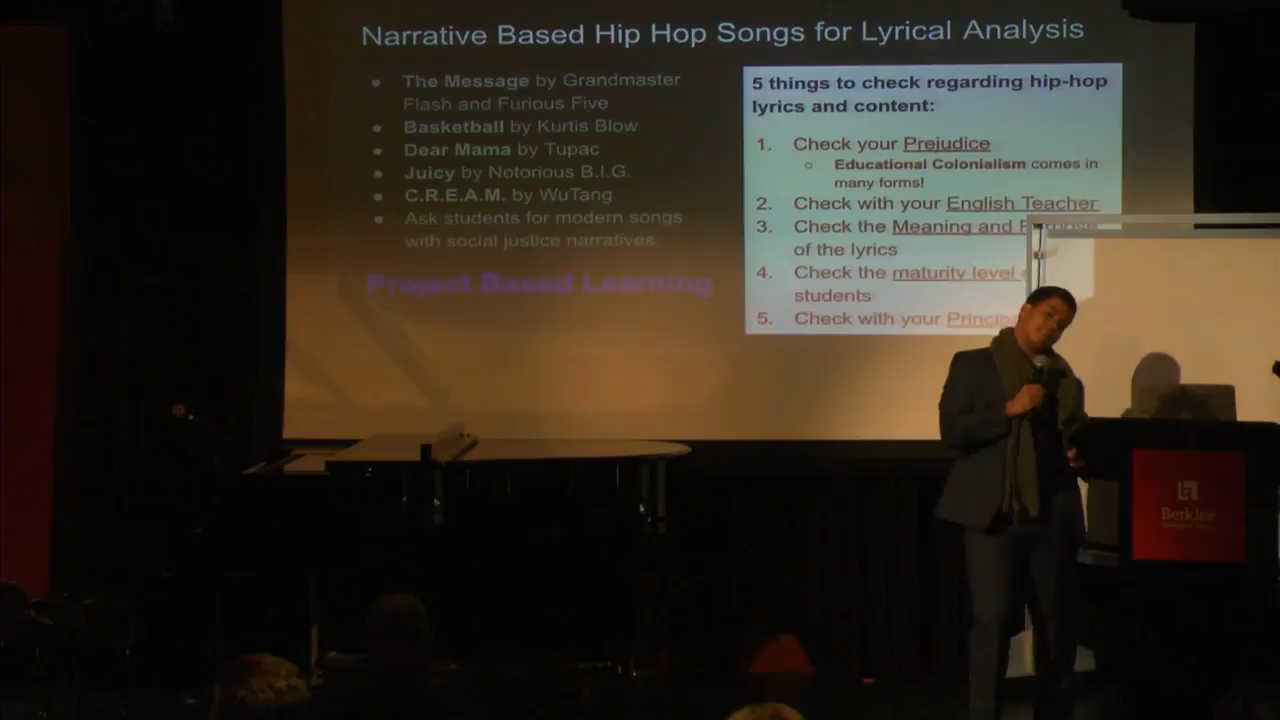 Narrative Based Hip Hop Songs for Lyrical Analysis
● The Message by Grandmaster
Flash and Furious Five
● Basketball by Kurtis Blow
● Dear Mama by Tupac
● Juicy by Notorious B.I.G.
● C.R.E.A.M. by WuTang
● Ask students for modern songs
with social justice narratives
Project Based Learning
5 things to check regarding hip-hop
lyrics and content:
1. Check your Prejudice
○ Educational Colonialism comes in
many forms!
2. Check with your English Teacher
3. Check the Meaning and Purpose
of the lyrics
4. Check the maturity level
students
5. Check with your
Berklee